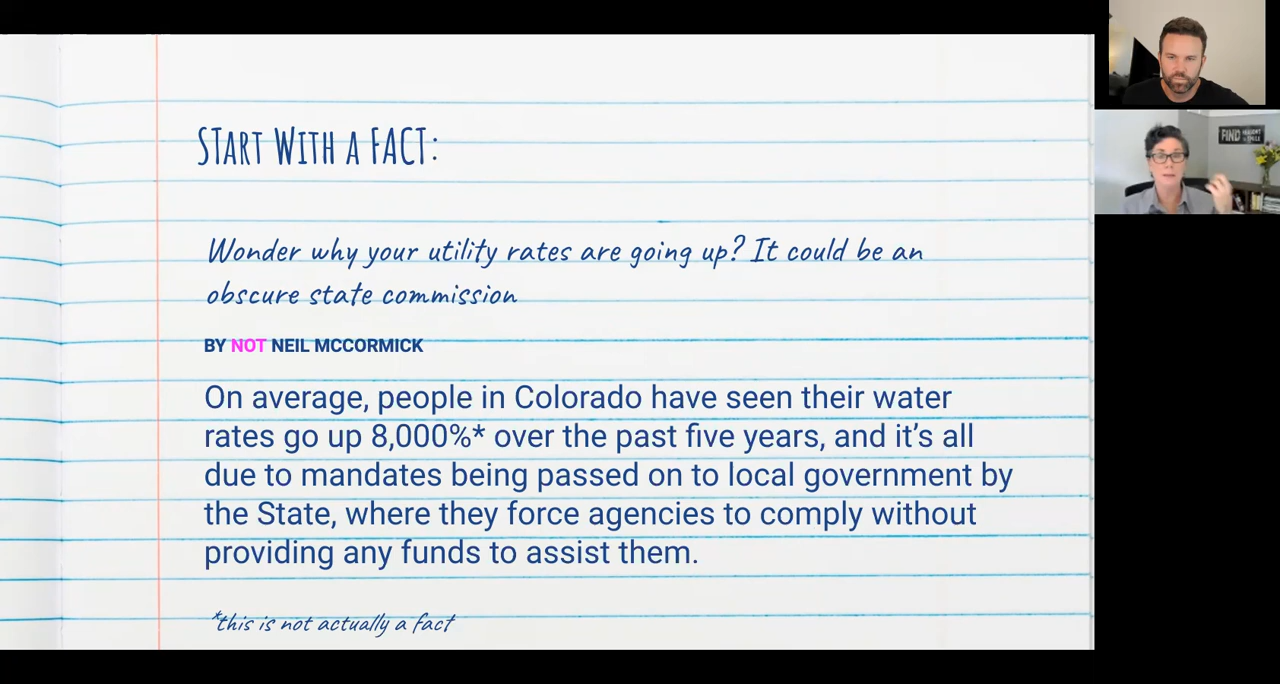 START WITH A FACT:
Wonder why your utility rates are going up? It could be an
obscure state commission
BY NOT NEIL MCCORMICK
On average, people in Colorado have seen their water
rates go up 8,000%* over the past five years, and it's all
due to mandates being passed on to local government by
the State, where they force agencies to comply without
providing any funds to assist them.
*this is not actually a fact
FIND